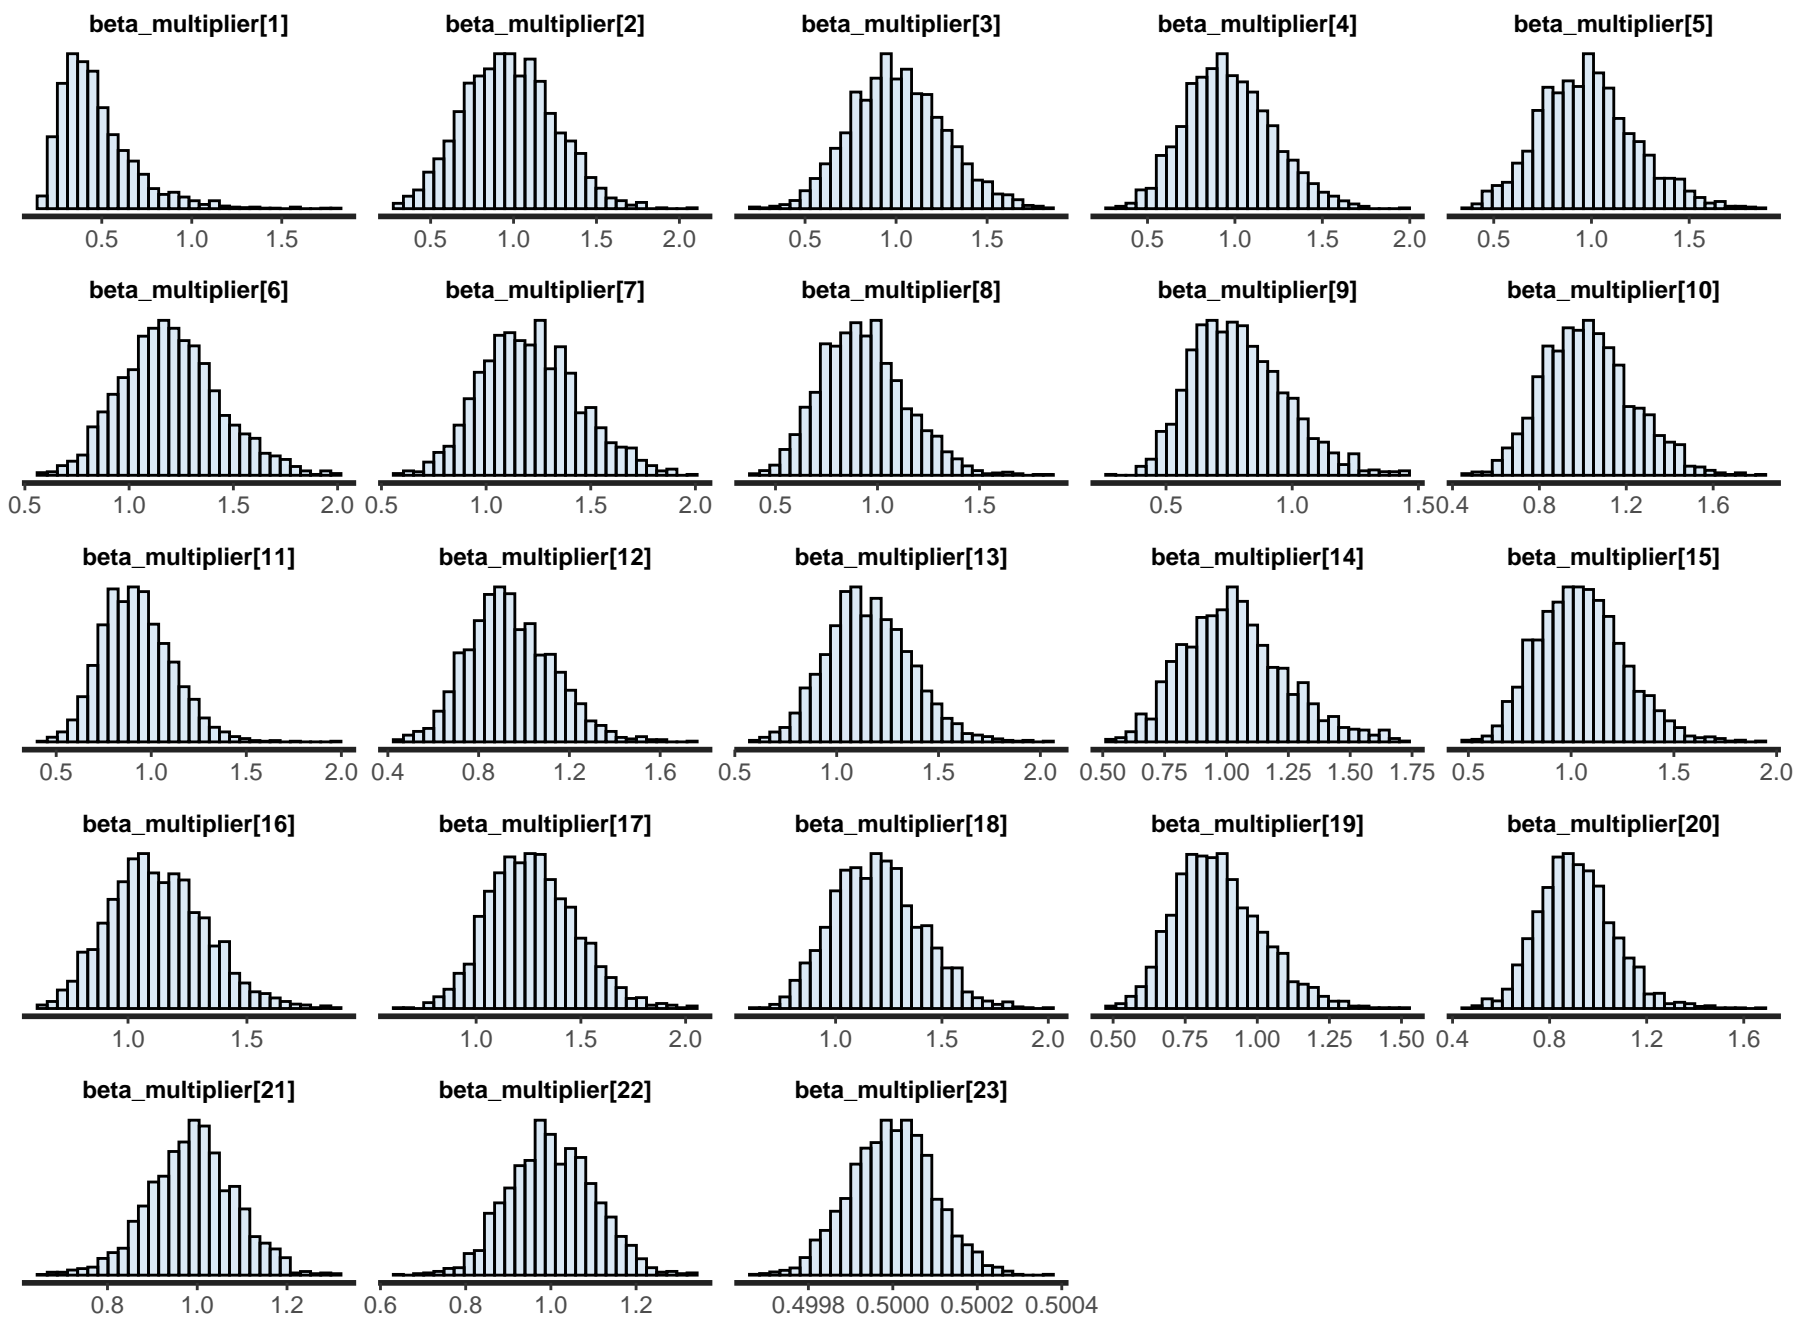 beta_multiplier[1] beta_multiplier[2] beta_multiplier[3] beta_multiplier[4] beta_multiplier[5]
0.5 1.0 1.5 0.5 1.0 1.5 2.0 0.5 1.0 1.5 0.5 1.0 1.5 2.0 0.5 1.0 1.5
beta_multiplier[6] beta_multiplier[7] beta_multiplier[8] beta_multiplier[9] beta_multiplier[10]
0.5 1.0 1.5 2.0 0.5 1.0 1.5 2.0 0.5 1.0 1.5 0.5 1.0 1.5 0.4 0.8 1.2 1.6
beta_multiplier[11] beta_multiplier[12] beta_multiplier[13] beta_multiplier[14] beta_multiplier[15]
0.5 1.0 1.5 2.0 0.4 0.8 1.2 1.6 0.5 1.0 1.5 2.0 0.50 0.75 1.00 1.25 1.50 1.75 0.5 1.0 1.5 2.0
beta_multiplier[16] beta_multiplier[17] beta_multiplier[18] beta_multiplier[19] beta_multiplier[20]
1.0 1.5 1.0 1.5 2.0 1.0 1.5 2.0 0.50 0.75 1.00 1.25 1.50 0.4 0.8 1.2 1.6
beta_multiplier[21] beta_multiplier[22] beta_multiplier[23]
0.8 1.0 1.2 0.6 0.8 1.0 1.2 0.4998 0.5000 0.5002 0.5004